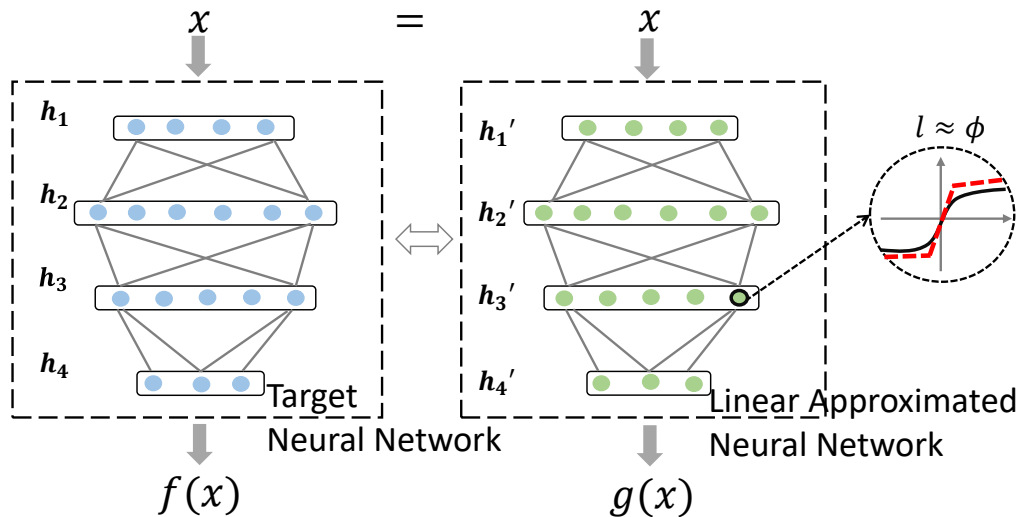 x = x
h₁
h₂
h₃
h₄
Target
Neural Network
f(x)
h₁′
h₂′
h₃′
h₄′
Linear Approximated
Neural Network
g(x)
l ≈ ϕ